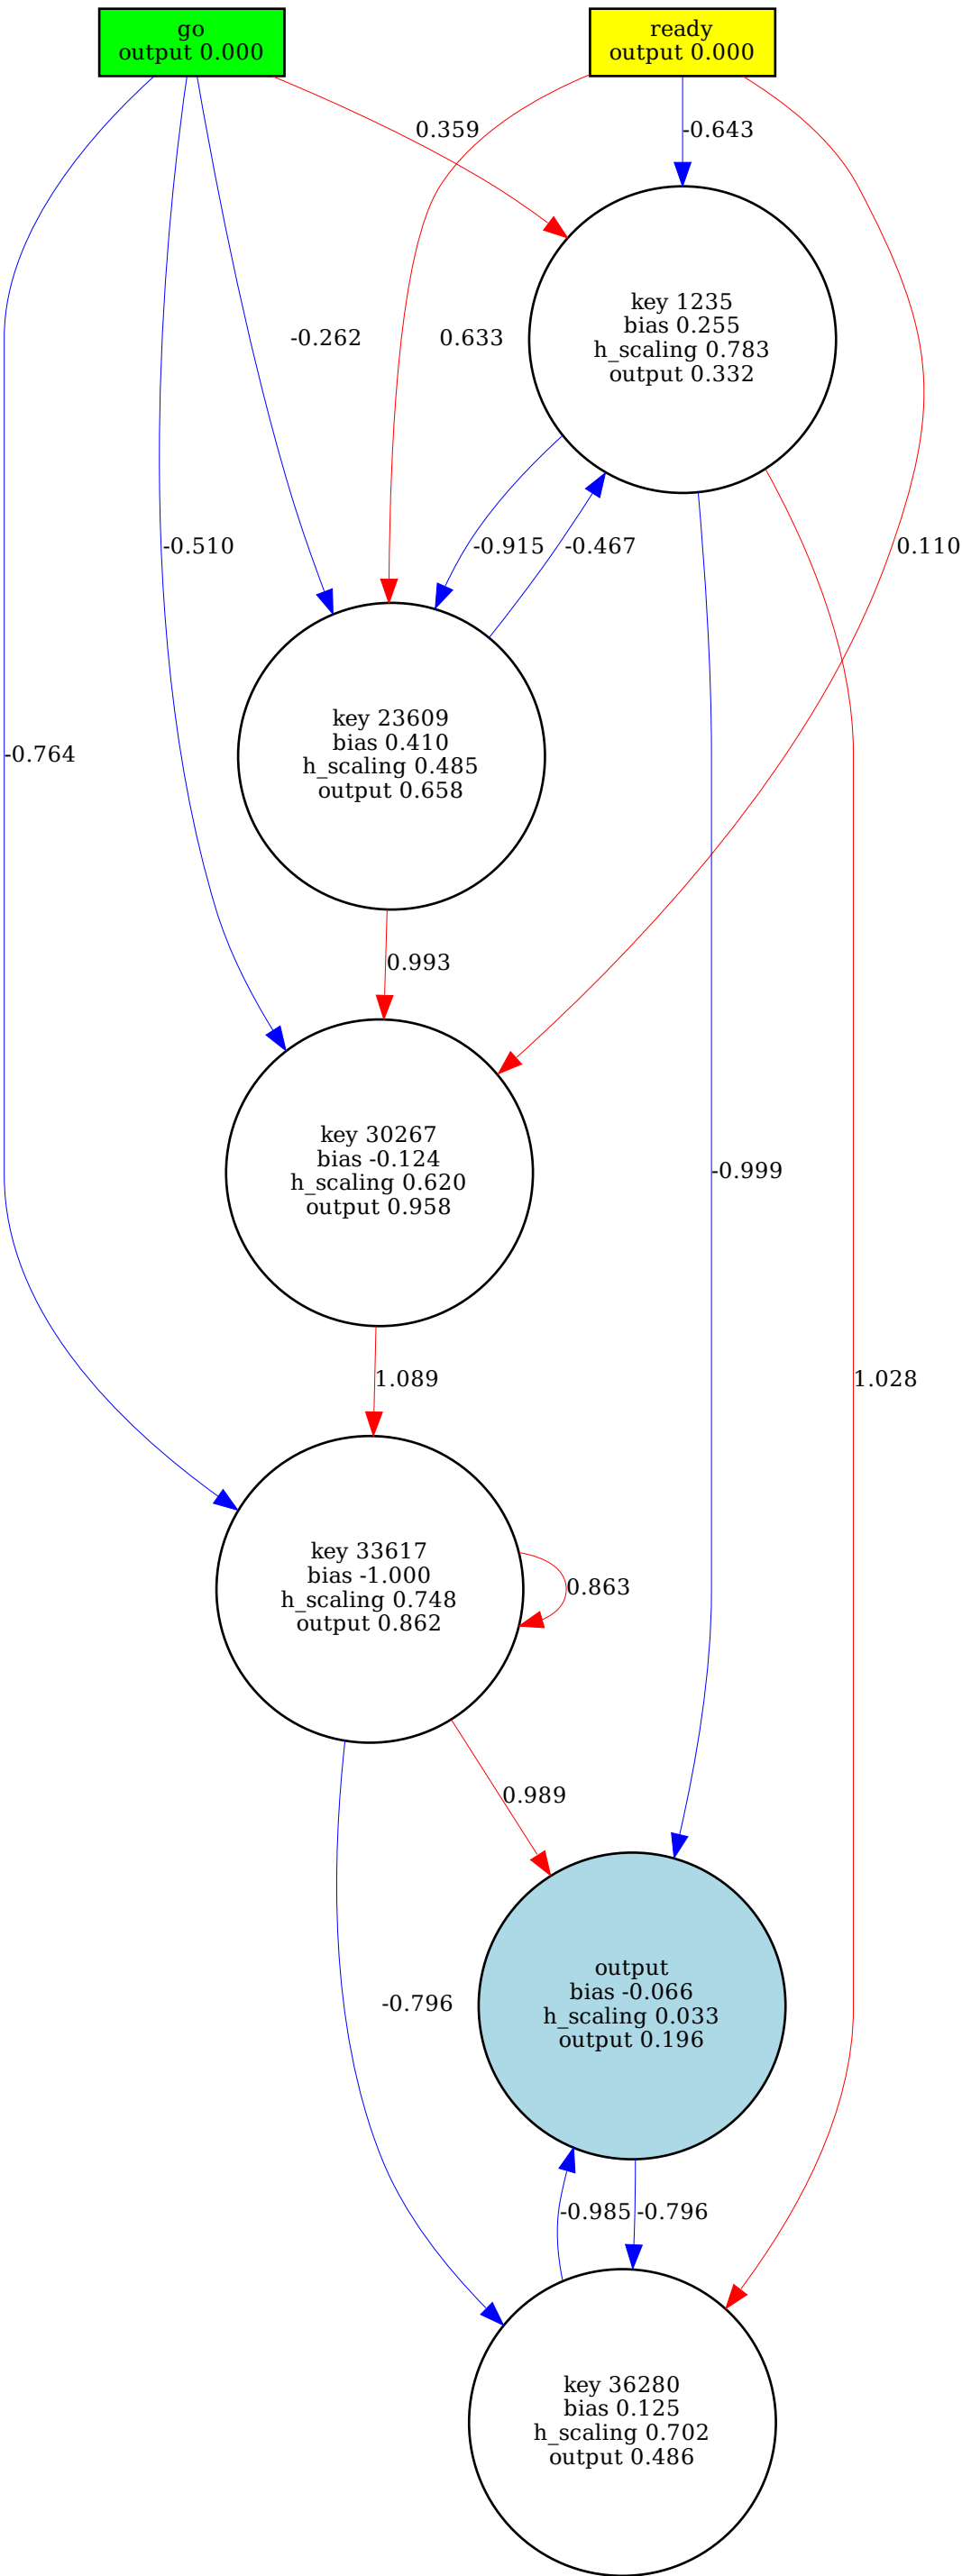 go
output 0.000
ready
output 0.000
0.359
-0.643
key 1235
bias 0.255
h_scaling 0.783
output 0.332
-0.262
0.633
-0.510
-0.915
-0.467
0.110
key 23609
bias 0.410
h_scaling 0.485
output 0.658
-0.764
0.993
key 30267
bias -0.124
h_scaling 0.620
output 0.958
-0.999
1.089
1.028
key 33617
bias -1.000
h_scaling 0.748
output 0.862
0.863
0.989
output
bias -0.066
h_scaling 0.033
output 0.196
-0.796
-0.985
-0.796
key 36280
bias 0.125
h_scaling 0.702
output 0.486